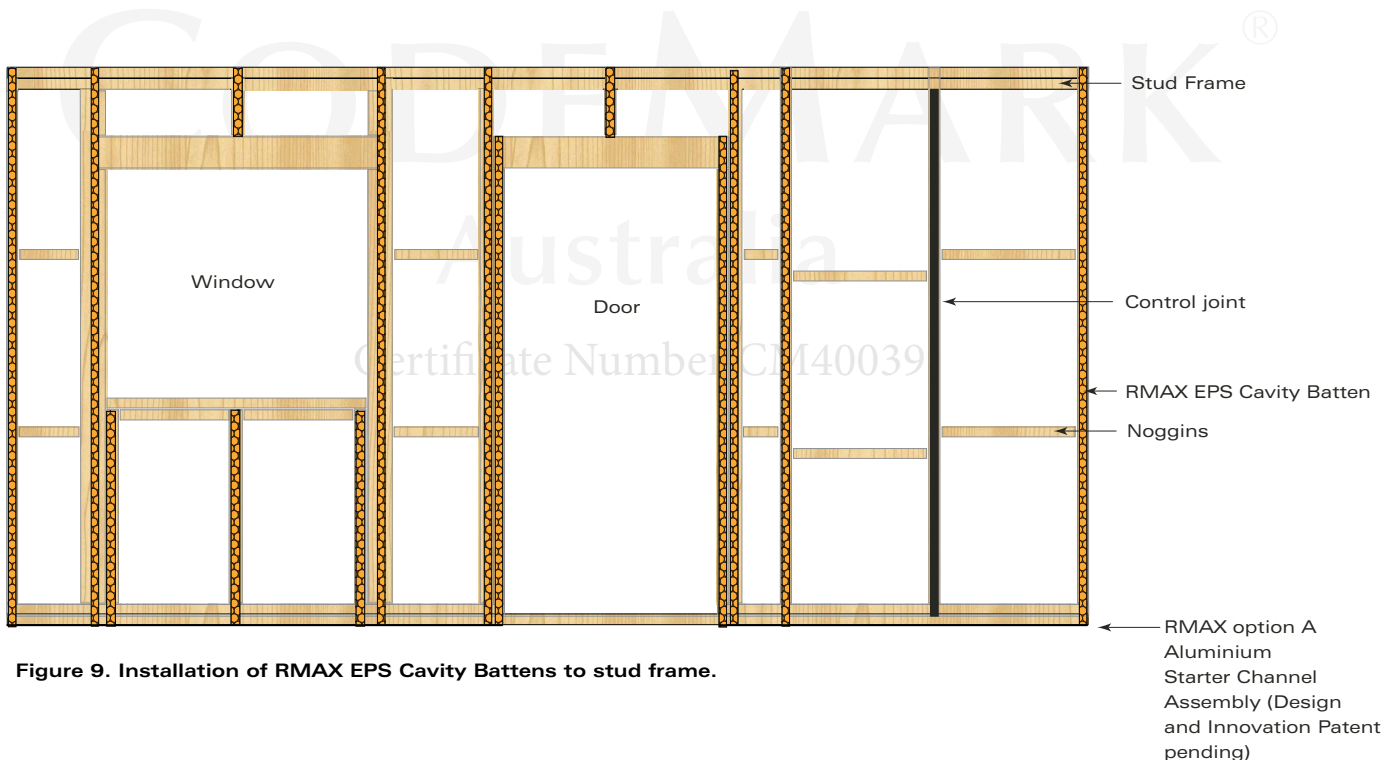 CODEMARK ®
Australia
Certificate Number CM40039
Stud Frame
Window
Door
Control joint
RMAX EPS Cavity Batten
Noggins
RMAX option A
Aluminium
Starter Channel
Assembly (Design
and Innovation Patent
pending)
Figure 9. Installation of RMAX EPS Cavity Battens to stud frame.